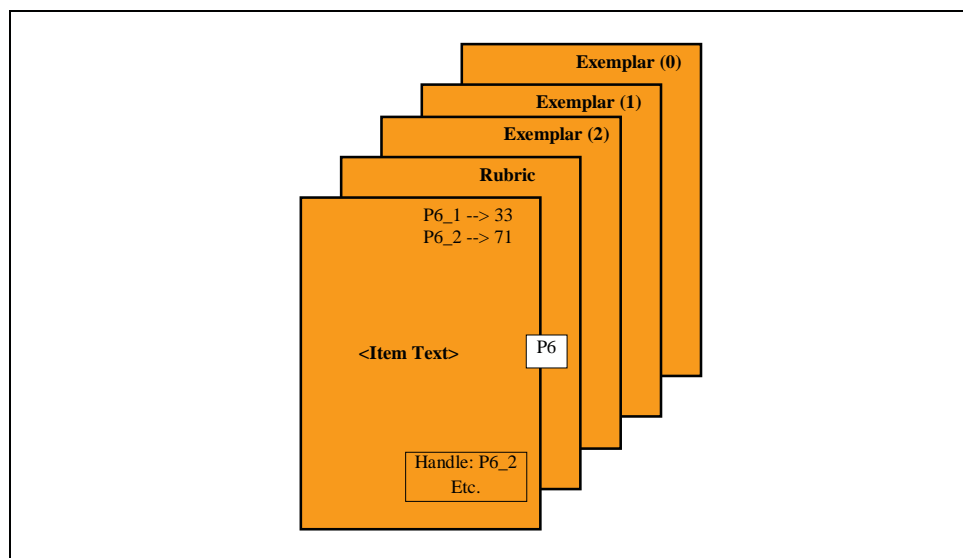 Exemplar (0)
Exemplar (1)
Exemplar (2)
Rubric
P6_1 --> 33
P6_2 --> 71
P6
<Item Text>
Handle: P6_2
Etc.